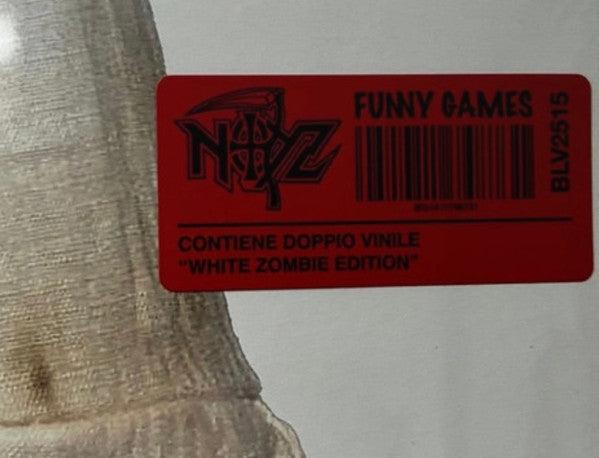 NOYZ
FUNNY GAMES
BLV2515
CONTIENE DOPPIO VINILE
"WHITE ZOMBIE EDITION"